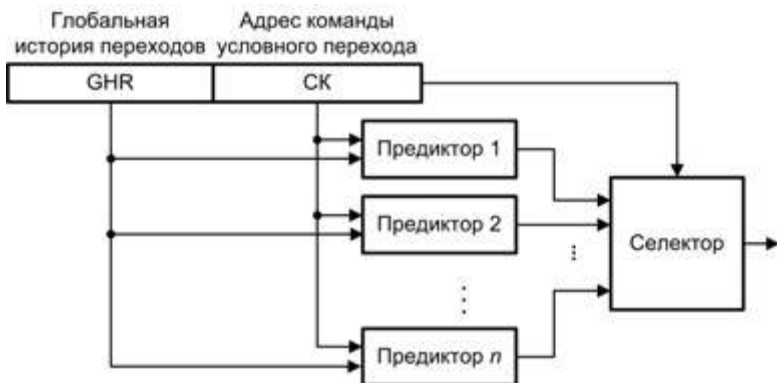 Глобальная
история переходов
Адрес команды
условного перехода
GHR
СК
Предиктор 1
Предиктор 2
Предиктор n
Селектор